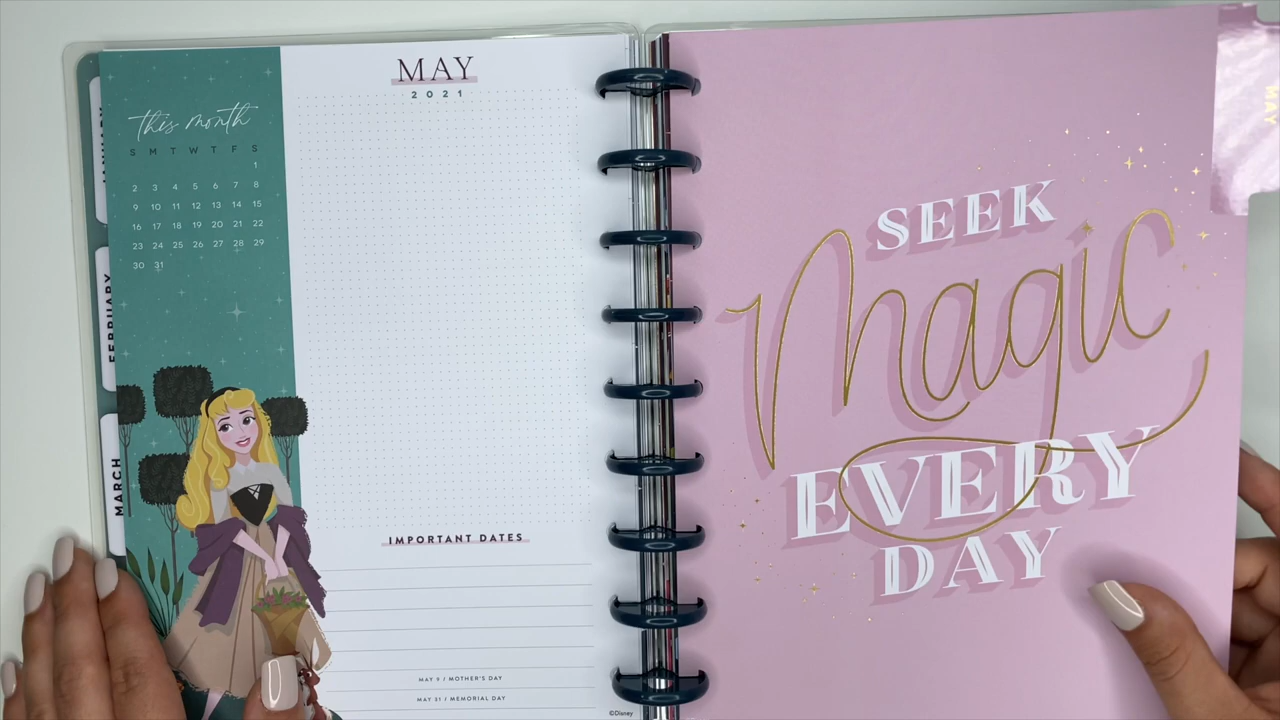 JANUARY
FEBRUARY
MARCH
this month
S M T W T F S
1
2 3 4 5 6 7 8
9 10 11 12 13 14 15
16 17 18 19 20 21 22
23 24 25 26 27 28 29
30 31
MAY
2021
IMPORTANT DATES
MAY 9 / MOTHER'S DAY
MAY 31 / MEMORIAL DAY
©Disney
SEEK
magic
EVERY
DAY
MAY